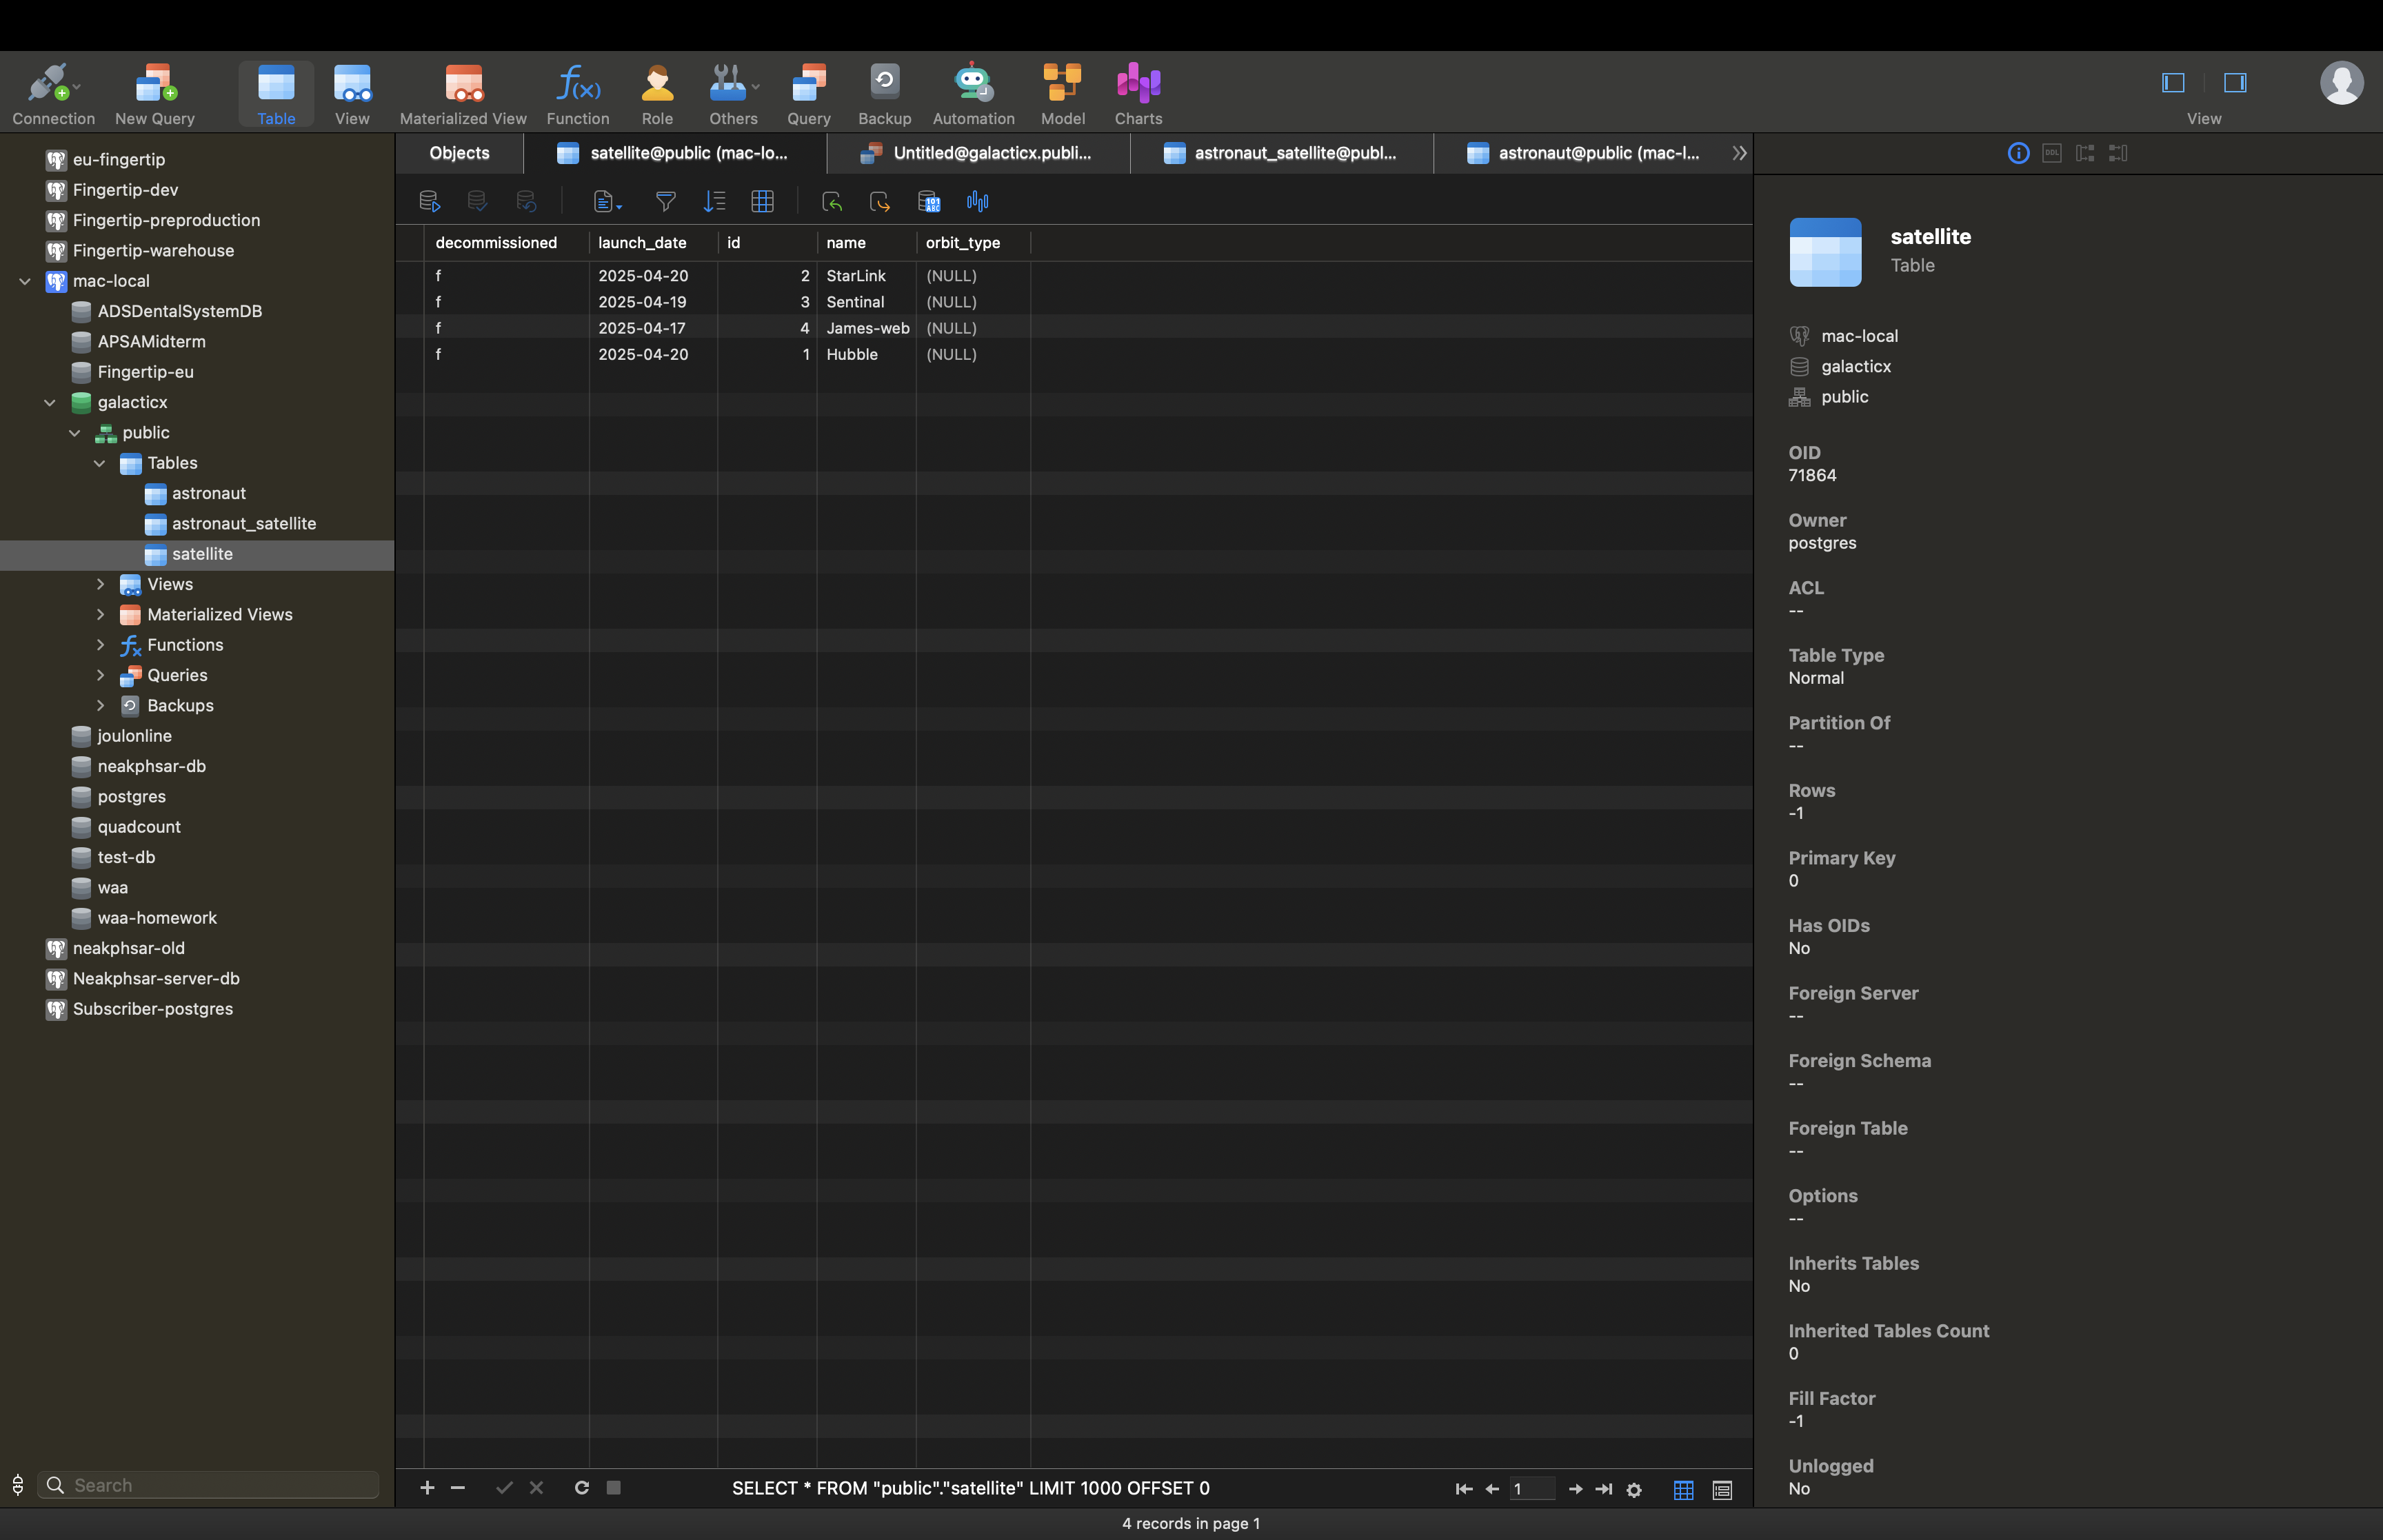 Connection
New Query
Table
View
Materialized View
Function
Role
Others
Query
Backup
Automation
Model
Charts
View
eu-fingertip
Fingertip-dev
Fingertip-preproduction
Fingertip-warehouse
mac-local
ADSDentalSystemDB
APSAMidterm
Fingertip-eu
galacticx
public
Tables
astronaut
astronaut_satellite
satellite
Views
Materialized Views
Functions
Queries
Backups
joulonline
neakphsar-db
postgres
quadcount
test-db
waa
waa-homework
neakphsar-old
Neakphsar-server-db
Subscriber-postgres
Search
Objects
satellite@public (mac-lo...
Untitled@galacticx.publi...
astronaut_satellite@publ...
astronaut@public (mac-l...
decommissioned launch_date id name orbit_type
f 2025-04-20 2 StarLink (NULL)
f 2025-04-19 3 Sentinal (NULL)
f 2025-04-17 4 James-web (NULL)
f 2025-04-20 1 Hubble (NULL)
SELECT * FROM "public"."satellite" LIMIT 1000 OFFSET 0
1
4 records in page 1
DDL
satellite
Table
mac-local
galacticx
public
OID
71864
Owner
postgres
ACL
--
Table Type
Normal
Partition Of
--
Rows
-1
Primary Key
0
Has OIDs
No
Foreign Server
--
Foreign Schema
--
Foreign Table
--
Options
--
Inherits Tables
No
Inherited Tables Count
0
Fill Factor
-1
Unlogged
No